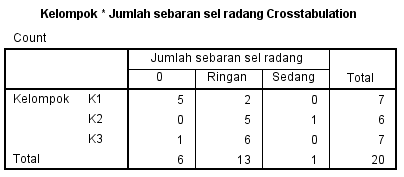 Kelompok * Jumlah sebaran sel radang Crosstabulation
Count
Jumlah sebaran sel radang
0 Ringan Sedang Total
Kelompok K1 5 2 0 7
K2 0 5 1 6
K3 1 6 0 7
Total 6 13 1 20